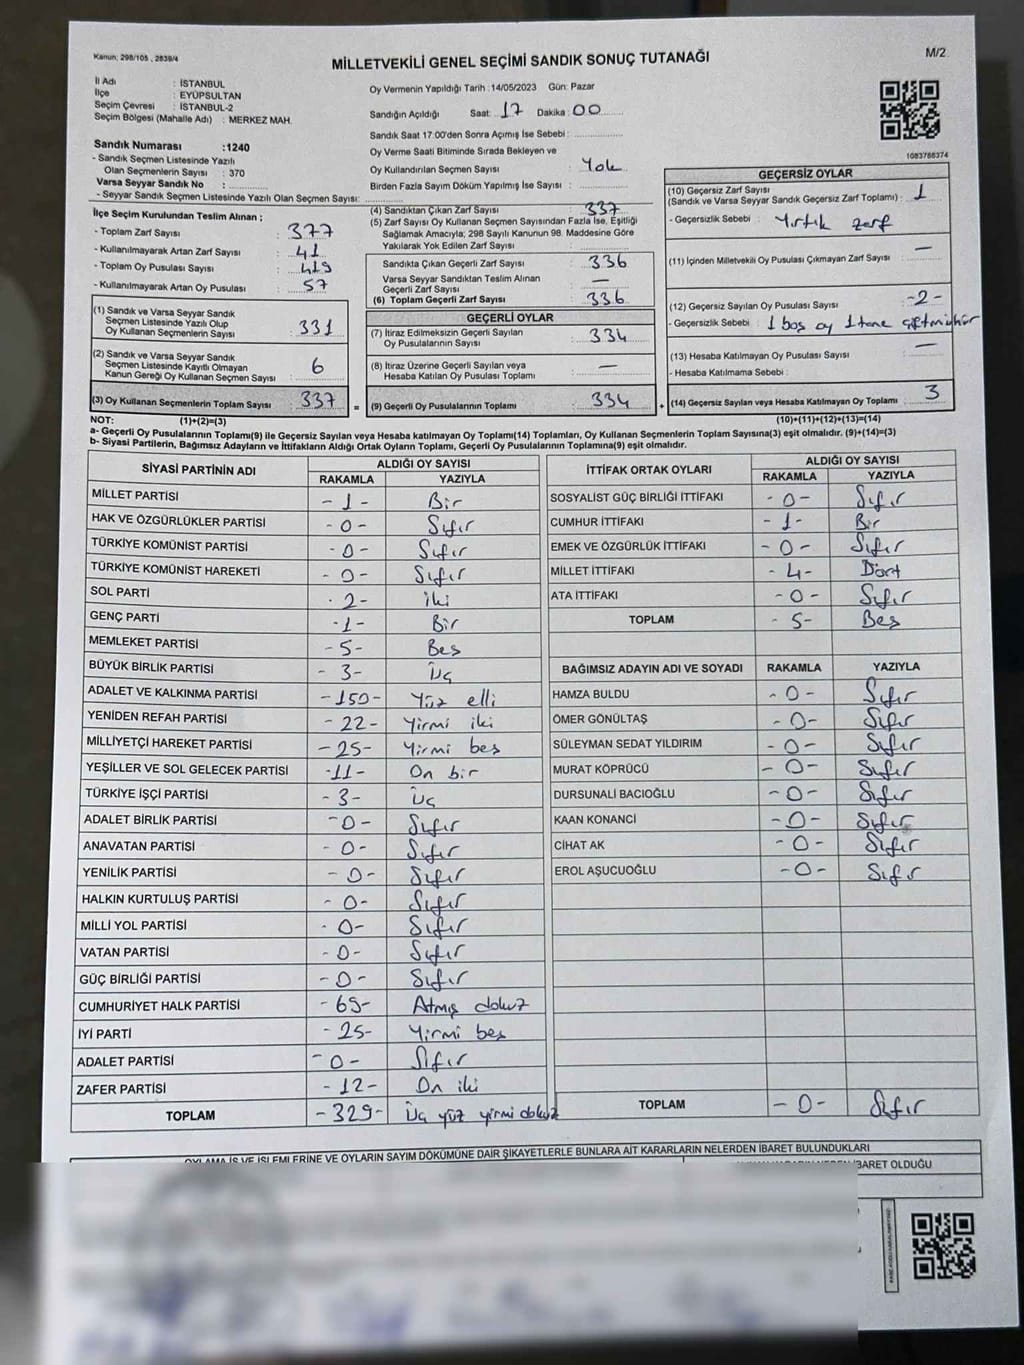 Kanun; 298/105 , 2839/4
M/2
MİLLETVEKİLİ GENEL SEÇİMİ SANDIK SONUÇ TUTANAĞI
İl Adı : İSTANBUL
İlçe : EYÜPSULTAN
Seçim Çevresi : İSTANBUL-2
Seçim Bölgesi (Mahalle Adı) : MERKEZ MAH.
Sandık Numarası :1240
- Sandık Seçmen Listesinde Yazılı
Olan Seçmenlerin Sayısı : 370
Varsa Seyyar Sandık No :
- Seyyar Sandık Seçmen Listesinde Yazılı Olan Seçmen Sayısı:
Oy Vermenin Yapıldığı Tarih :14/05/2023 Gün: Pazar
Sandığın Açıldığı Saat: 17 Dakika: 00
Sandık Saat 17:00'den Sonra Açımış İse Sebebi :
Oy Verme Saati Bitiminde Sırada Bekleyen ve
Oy Kullandırılan Seçmen Sayısı : Yok
Birden Fazla Sayım Döküm Yapılmış İse Sayısı :
1083766374
İlçe Seçim Kurulundan Teslim Alınan ;
- Toplam Zarf Sayısı : 377
- Kullanılmayarak Artan Zarf Sayısı : 41
- Toplam Oy Pusulası Sayısı : 419
- Kullanılmayarak Artan Oy Pusulası : 57
(1) Sandık ve Varsa Seyyar Sandık
Seçmen Listesinde Yazılı Olup
Oy Kullanan Seçmenlerin Sayısı : 331
(2) Sandık ve Varsa Seyyar Sandık
Seçmen Listesinde Kayıtlı Olmayan
Kanun Gereği Oy Kullanan Seçmen Sayısı : 6
(3) Oy Kullanan Seçmenlerin Toplam Sayısı : 337
(4) Sandıktan Çıkan Zarf Sayısı : 337
(5) Zarf Sayısı Oy Kullanan Seçmen Sayısından Fazla İse, Eşitliği
Sağlamak Amacıyla; 298 Sayılı Kanunun 98. Maddesine Göre
Yakılarak Yok Edilen Zarf Sayısı :
Sandıkta Çıkan Geçerli Zarf Sayısı : 336
Varsa Seyyar Sandıktan Teslim Alınan
Geçerli Zarf Sayısı : —
(6) Toplam Geçerli Zarf Sayısı : 336
GEÇERLİ OYLAR
(7) İtiraz Edilmeksizin Geçerli Sayılan
Oy Pusulalarının Sayısı : 334
(8) İtiraz Üzerine Geçerli Sayılan veya
Hesaba Katılan Oy Pusulası Toplamı : —
= (9) Geçerli Oy Pusulalarının Toplamı : 334
GEÇERSİZ OYLAR
(10) Geçersiz Zarf Sayısı
(Sandık ve Varsa Seyyar Sandık Geçersiz Zarf Toplamı) : 1
- Geçersizlik Sebebi : Yırtık zarf
(11) İçinden Milletvekili Oy Pusulası Çıkmayan Zarf Sayısı : —
(12) Geçersiz Sayılan Oy Pusulası Sayısı : -2-
- Geçersizlik Sebebi : 1 boş oy 1 tane çift mühür
(13) Hesaba Katılmayan Oy Pusulası Sayısı : —
- Hesaba Katılmama Sebebi :
+ (14) Geçersiz Sayılan veya Hesaba Katılmayan Oy Toplamı : 3
NOT: (1)+(2)=(3) (10)+(11)+(12)+(13)=(14)
a- Geçerli Oy Pusulalarının Toplamı(9) ile Geçersiz Sayılan veya Hesaba katılmayan Oy Toplamı(14) Toplamları, Oy Kullanan Seçmenlerin Toplam Sayısına(3) eşit olmalıdır. (9)+(14)=(3)
b- Siyasi Partilerin, Bağımsız Adayların ve İttifakların Aldığı Ortak Oyların Toplamı, Geçerli Oy Pusulalarının Toplamına(9) eşit olmalıdır.
SİYASİ PARTİNİN ADI ALDIĞI OY SAYISI
RAKAMLA YAZIYLA
MİLLET PARTİSİ - 1 - Bir
HAK VE ÖZGÜRLÜKLER PARTİSİ - 0 - Sıfır
TÜRKİYE KOMÜNİST PARTİSİ - 0 - Sıfır
TÜRKİYE KOMÜNİST HAREKETİ - 0 - Sıfır
SOL PARTİ - 2 - iki
GENÇ PARTİ - 1 - Bir
MEMLEKET PARTİSİ - 5 - Beş
BÜYÜK BİRLİK PARTİSİ - 3 - Üç
ADALET VE KALKINMA PARTİSİ - 150 - Yüz elli
YENİDEN REFAH PARTİSİ - 22 - Yirmi iki
MİLLİYETÇİ HAREKET PARTİSİ - 25 - Yirmi beş
YEŞİLLER VE SOL GELECEK PARTİSİ - 11 - On bir
TÜRKİYE İŞÇİ PARTİSİ - 3 - Üç
ADALET BİRLİK PARTİSİ - 0 - Sıfır
ANAVATAN PARTİSİ - 0 - Sıfır
YENİLİK PARTİSİ - 0 - Sıfır
HALKIN KURTULUŞ PARTİSİ - 0 - Sıfır
MİLLİ YOL PARTİSİ - 0 - Sıfır
VATAN PARTİSİ - 0 - Sıfır
GÜÇ BİRLİĞİ PARTİSİ - 0 - Sıfır
CUMHURİYET HALK PARTİSİ - 69 - Atmış dokuz
İYİ PARTİ - 25 - Yirmi beş
ADALET PARTİSİ - 0 - Sıfır
ZAFER PARTİSİ - 12 - On iki
TOPLAM - 329 - Üç yüz yirmi dokuz
İTTİFAK ORTAK OYLARI ALDIĞI OY SAYISI
RAKAMLA YAZIYLA
SOSYALİST GÜÇ BİRLİĞİ İTTİFAKI - 0 - Sıfır
CUMHUR İTTİFAKI - 1 - Bir
EMEK VE ÖZGÜRLÜK İTTİFAKI - 0 - Sıfır
MİLLET İTTİFAKI - 4 - Dört
ATA İTTİFAKI - 0 - Sıfır
TOPLAM - 5 - Beş
BAĞIMSIZ ADAYIN ADI VE SOYADI RAKAMLA YAZIYLA
HAMZA BULDU - 0 - Sıfır
ÖMER GÖNÜLTAŞ - 0 - Sıfır
SÜLEYMAN SEDAT YILDIRIM - 0 - Sıfır
MURAT KÖPRÜCÜ - 0 - Sıfır
DURSUNALİ BACIOĞLU - 0 - Sıfır
KAAN KONANCİ - 0 - Sıfır
CİHAT AK - 0 - Sıfır
EROL AŞUCUOĞLU - 0 - Sıfır
TOPLAM - 0 - Sıfır
OYLAMA İŞ VE İŞLEMLERİNE VE OYLARIN SAYIM DÖKÜMÜNE DAİR ŞİKAYETLERLE BUNLARA AİT KARARLARIN NELERDEN İBARET BULUNDUKLARI
İBARET OLDUĞU